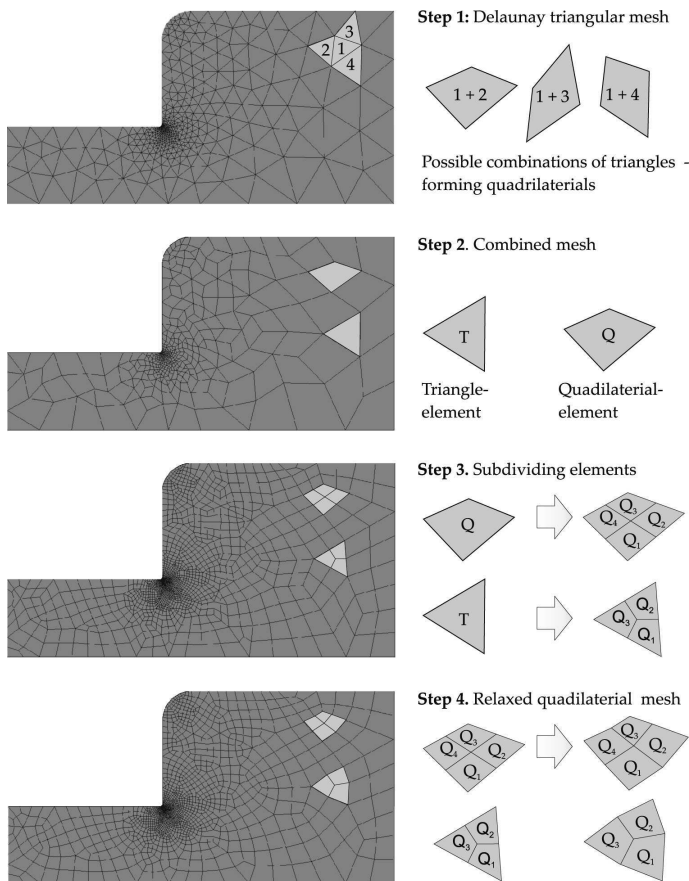 Step 1: Delaunay triangular mesh
3
2 1
4
1 + 2
1 + 3
1 + 4
Possible combinations of triangles -
forming quadrilaterials
Step 2. Combined mesh
T
Q
Triangle-
element
Quadilaterial-
element
Step 3. Subdividing elements
Q
Q3
Q4 Q2
Q1
T
Q2
Q3
Q1
Step 4. Relaxed quadilaterial mesh
Q3
Q4 Q2
Q1
Q3
Q4 Q2
Q1
Q2
Q3
Q1
Q2
Q3
Q1